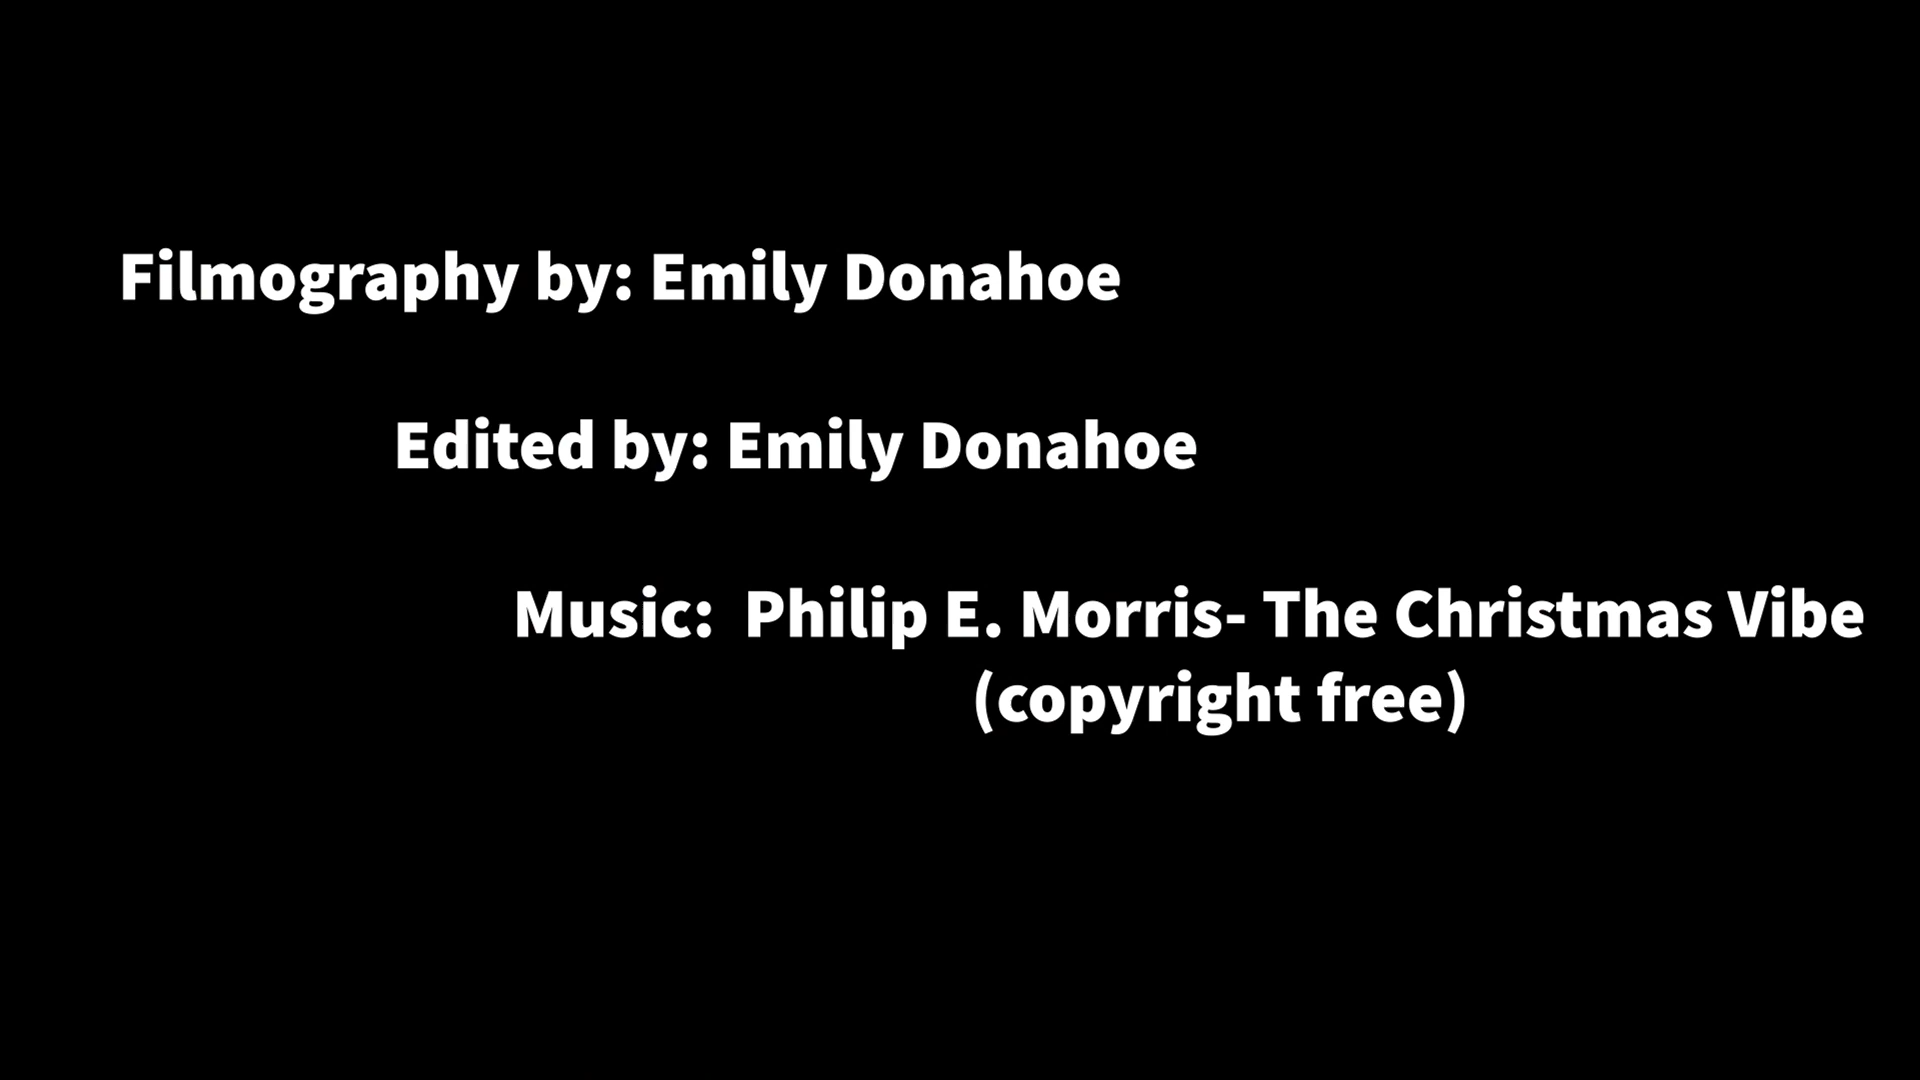 Filmography by: Emily Donahoe
Edited by: Emily Donahoe
Music:  Philip E. Morris- The Christmas Vibe
(copyright free)